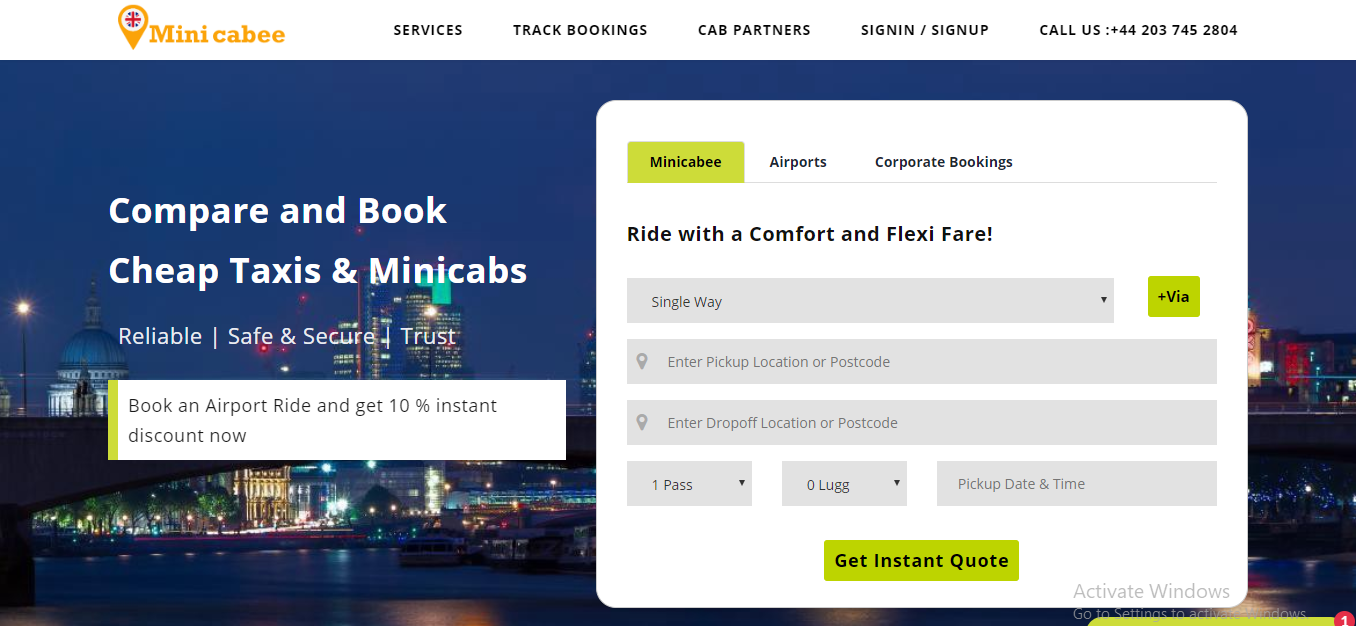 Mini cabee
SERVICES
TRACK BOOKINGS
CAB PARTNERS
SIGNIN / SIGNUP
CALL US :+44 203 745 2804
Compare and Book
Cheap Taxis & Minicabs
Reliable | Safe & Secure | Trust
Book an Airport Ride and get 10 % instant
discount now
Minicabee
Airports
Corporate Bookings
Ride with a Comfort and Flexi Fare!
Single Way
+Via
Enter Pickup Location or Postcode
Enter Dropoff Location or Postcode
1 Pass
0 Lugg
Pickup Date & Time
Get Instant Quote
Activate Windows
Go to Settings to activate Windows.
1